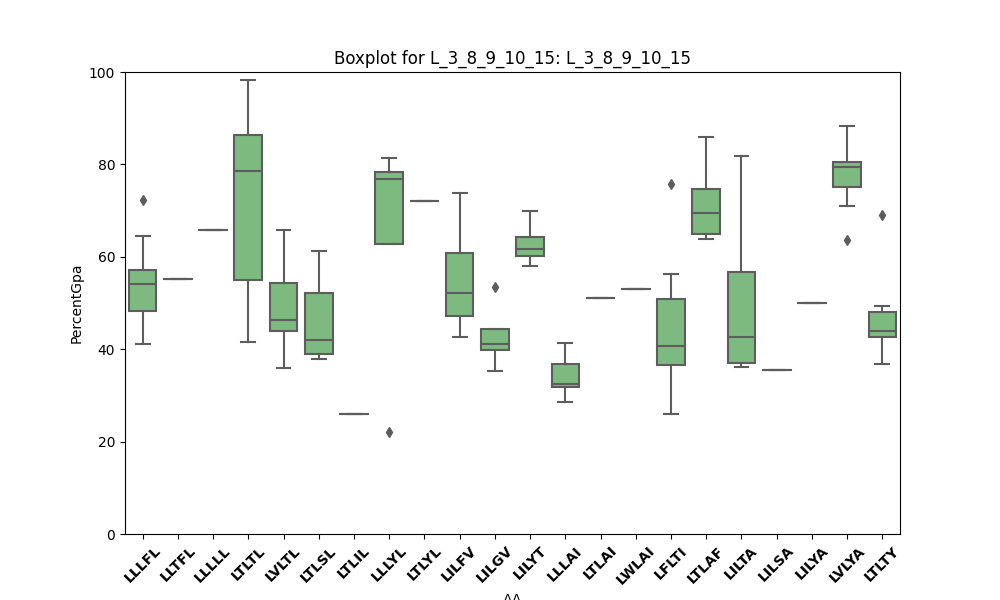 Boxplot for L_3_8_9_10_15: L_3_8_9_10_15
100
80
60
40
20
0
PercentGpa
LLLFL
LLTFL
LLLLL
LTLTL
LVLTL
LTLSL
LTLIL
LLLYL
LTLYL
LILFV
LILGV
LILYT
LLLAI
LTLAI
LWLAI
LFLTI
LTLAF
LILTA
LILSA
LILYA
LVLYA
LTLTY
AA